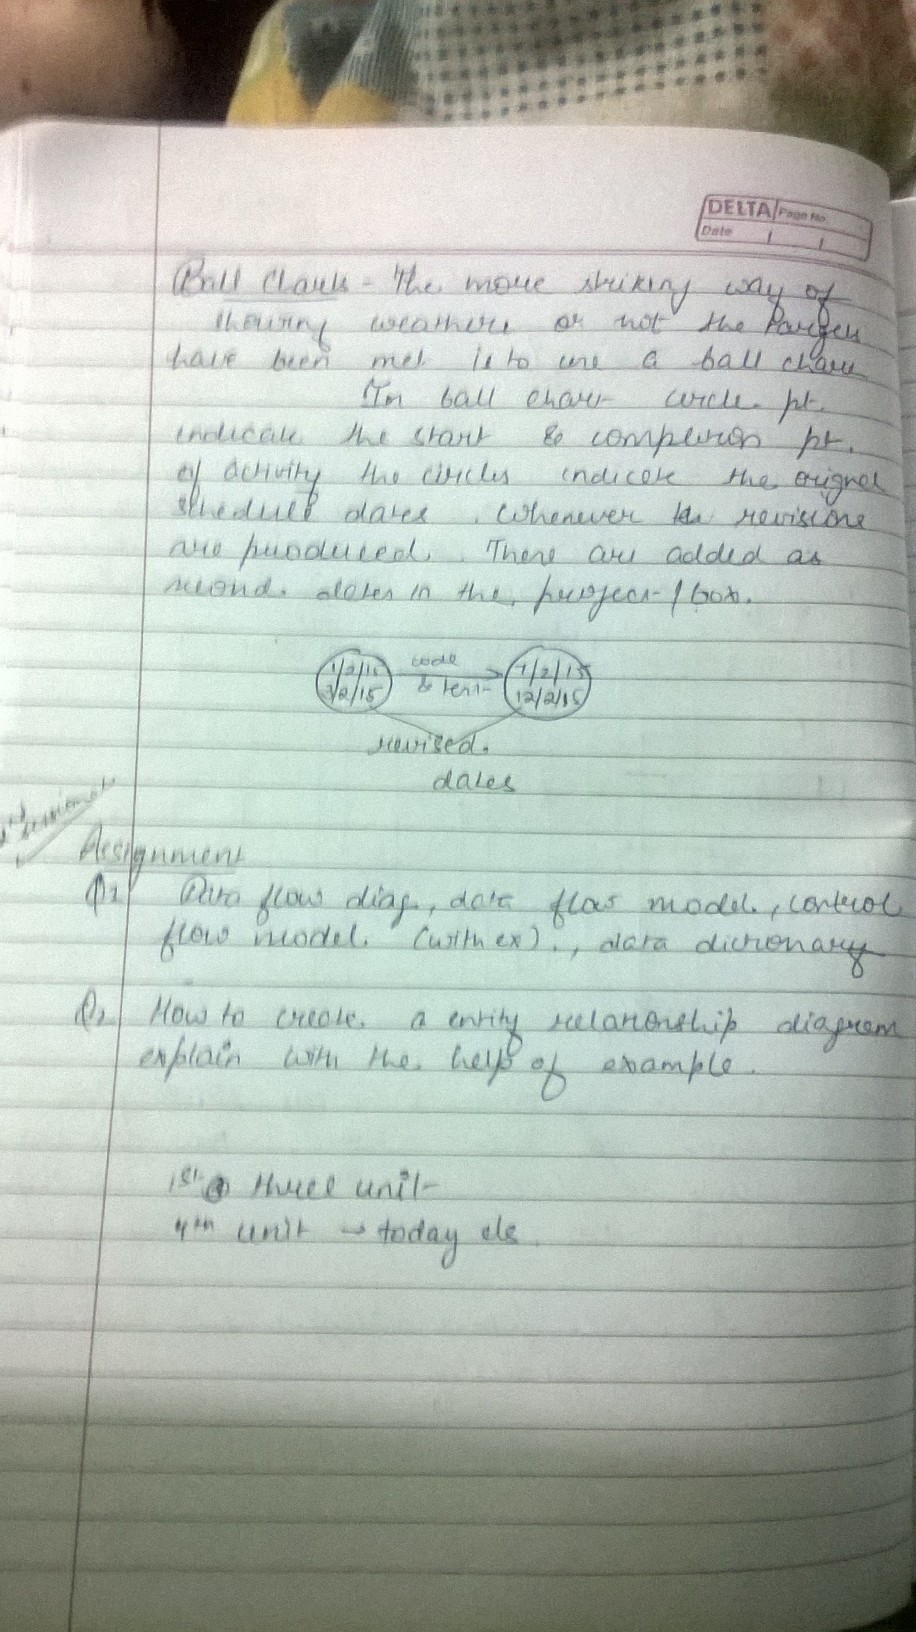 DELTA Page No.
Date / /
Ball Charts - The more striking way of
showing weathers or not the targets
have been met is to use a ball chart
In ball chart circle pt.
indicate the start & completion pt.
of activity the circles indicate the orignal
schedule dates. Whenever the revisions
are produced. There are added as
second. dates in the project / box.
code
1/2/15 1/2/15
& test
3/2/15 12/2/15
revised.
dates
sessional
Assignment
Q1 Data flow diag., data flow model, control
flow model. (with ex)., data dictionary
Q2 How to create. a entity relationship diagram
explain with the help of example.
1st three unit
4th unit → today